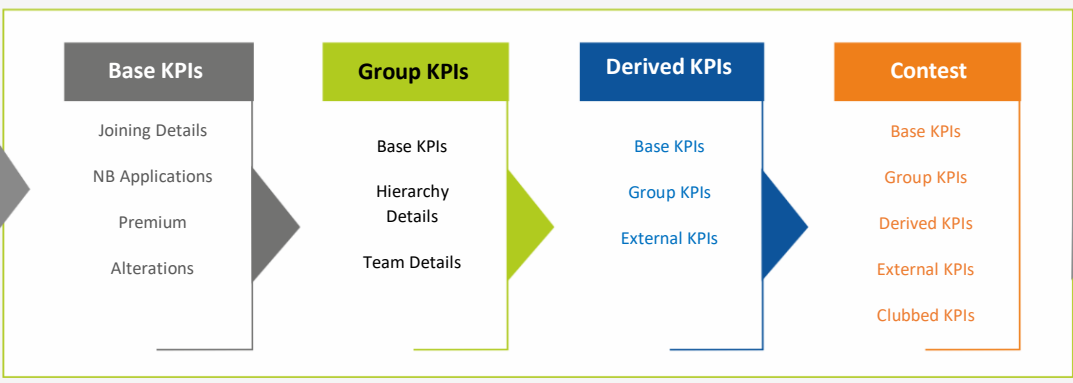 Base KPIs
Joining Details
NB Applications
Premium
Alterations
Group KPIs
Base KPIs
Hierarchy
Details
Team Details
Derived KPIs
Base KPIs
Group KPIs
External KPIs
Contest
Base KPIs
Group KPIs
Derived KPIs
External KPIs
Clubbed KPIs